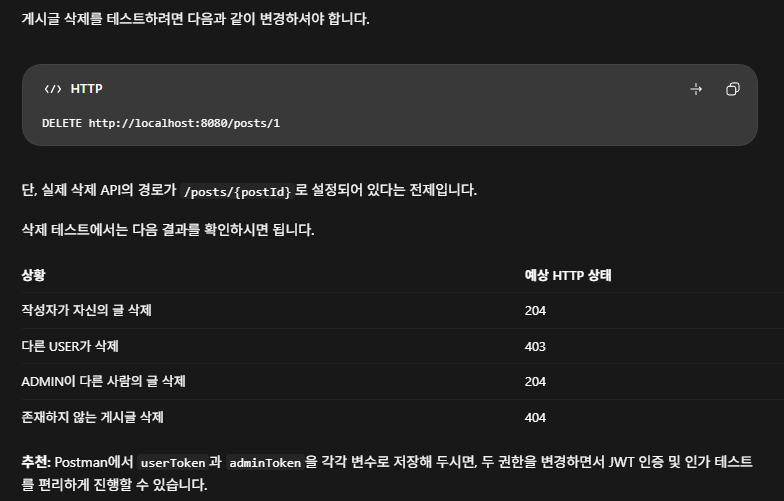 게시글 삭제를 테스트하려면 다음과 같이 변경하셔야 합니다.
</> HTTP
DELETE http://localhost:8080/posts/1
단, 실제 삭제 API의 경로가 /posts/{postId} 로 설정되어 있다는 전제입니다.
삭제 테스트에서는 다음 결과를 확인하시면 됩니다.
상황 예상 HTTP 상태
작성자가 자신의 글 삭제 204
다른 USER가 삭제 403
ADMIN이 다른 사람의 글 삭제 204
존재하지 않는 게시글 삭제 404
추천: Postman에서 userToken 과 adminToken 을 각각 변수로 저장해 두시면, 두 권한을 변경하면서 JWT 인증 및 인가 테스트
를 편리하게 진행할 수 있습니다.